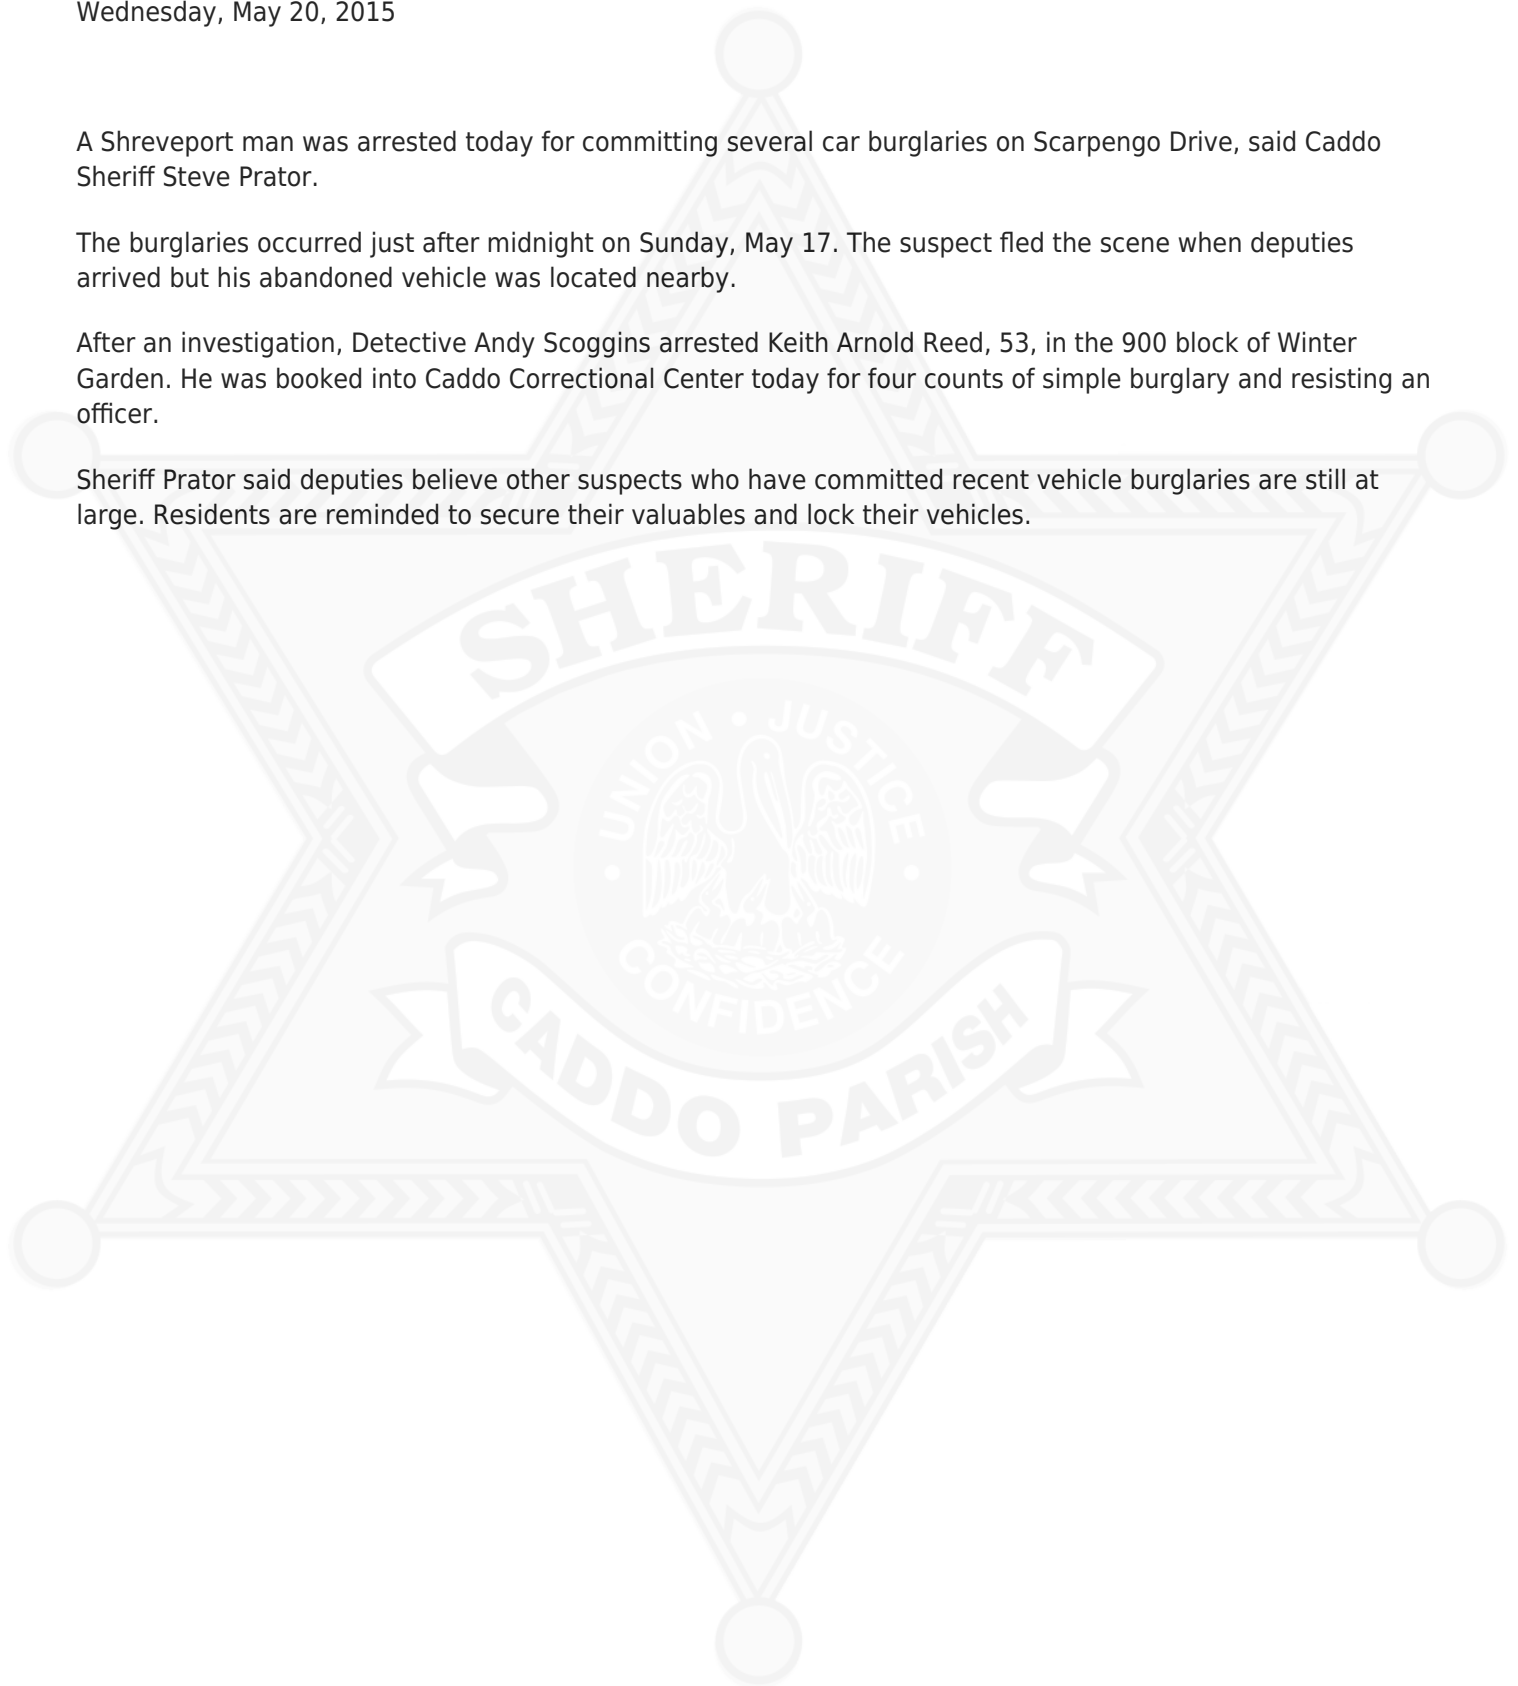 Wednesday, May 20, 2015
A Shreveport man was arrested today for committing several car burglaries on Scarpengo Drive, said Caddo
Sheriff Steve Prator.
The burglaries occurred just after midnight on Sunday, May 17. The suspect fled the scene when deputies
arrived but his abandoned vehicle was located nearby.
After an investigation, Detective Andy Scoggins arrested Keith Arnold Reed, 53, in the 900 block of Winter
Garden. He was booked into Caddo Correctional Center today for four counts of simple burglary and resisting an
officer.
Sheriff Prator said deputies believe other suspects who have committed recent vehicle burglaries are still at
large. Residents are reminded to secure their valuables and lock their vehicles.
SHERIFF
UNION • JUSTICE
• CONFIDENCE •
CADDO PARISH